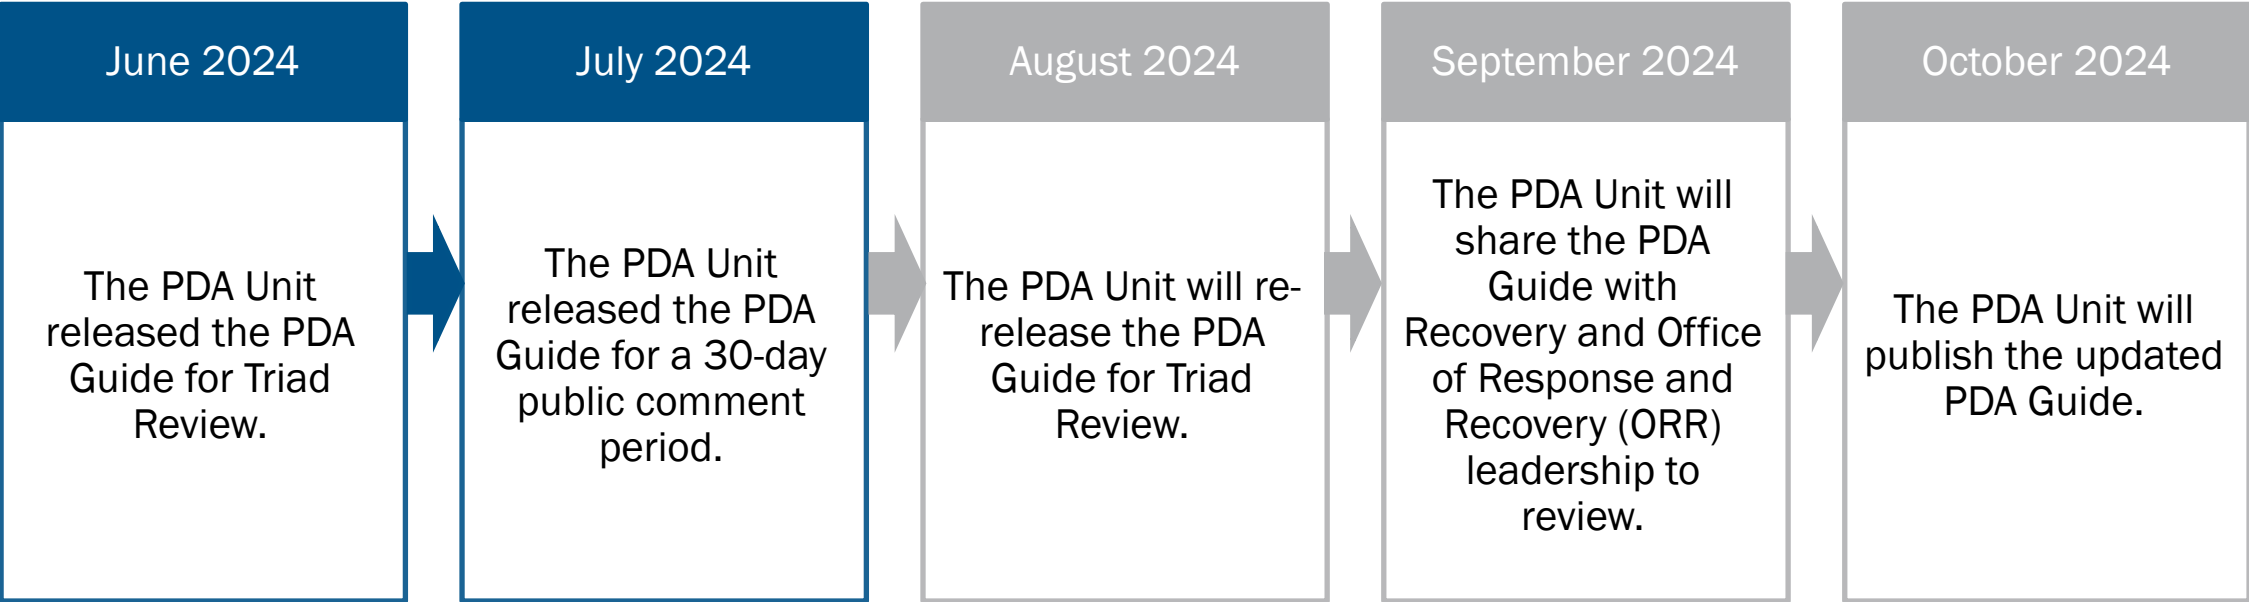 June 2024
The PDA Unit
released the PDA
Guide for Triad
Review.
July 2024
The PDA Unit
released the PDA
Guide for a 30-day
public comment
period.
August 2024
The PDA Unit will re-
release the PDA
Guide for Triad
Review.
September 2024
The PDA Unit will
share the PDA
Guide with
Recovery and Office
of Response and
Recovery (ORR)
leadership to
review.
October 2024
The PDA Unit will
publish the updated
PDA Guide.